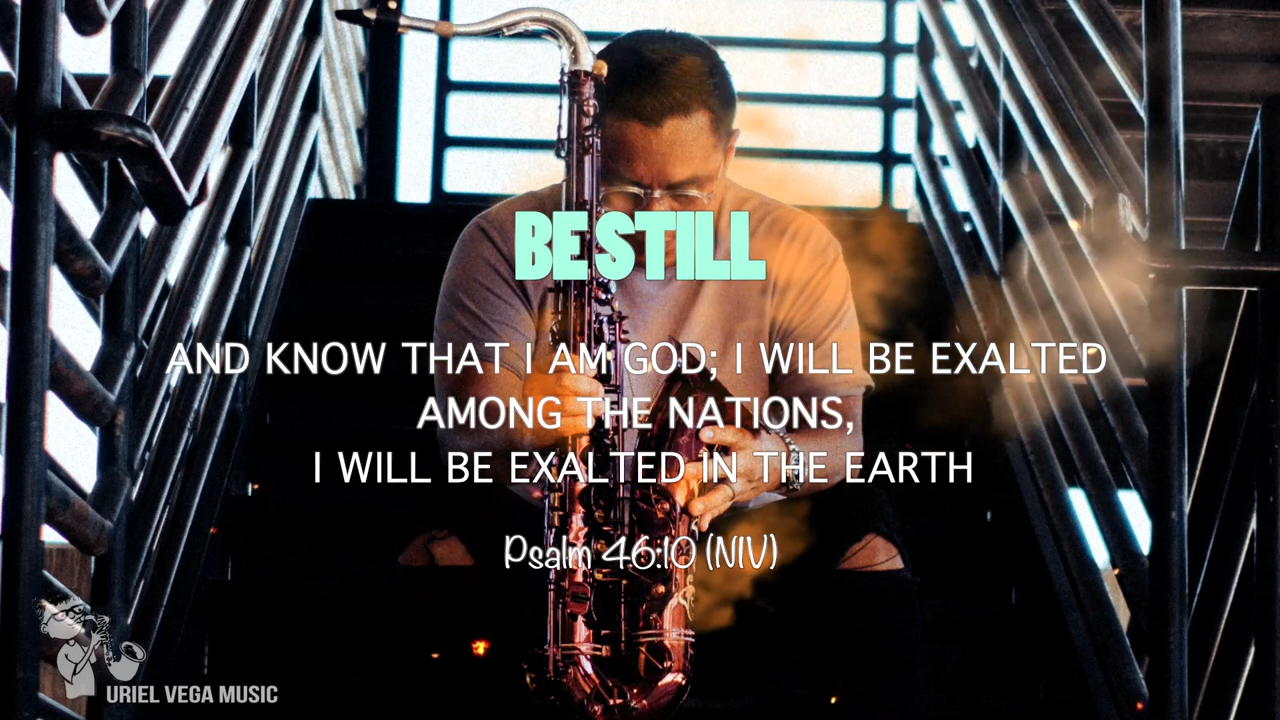 BE STILL
AND KNOW THAT I AM GOD; I WILL BE EXALTED
AMONG THE NATIONS,
I WILL BE EXALTED IN THE EARTH
Psalm 46:10 (NIV)
URIEL VEGA MUSIC